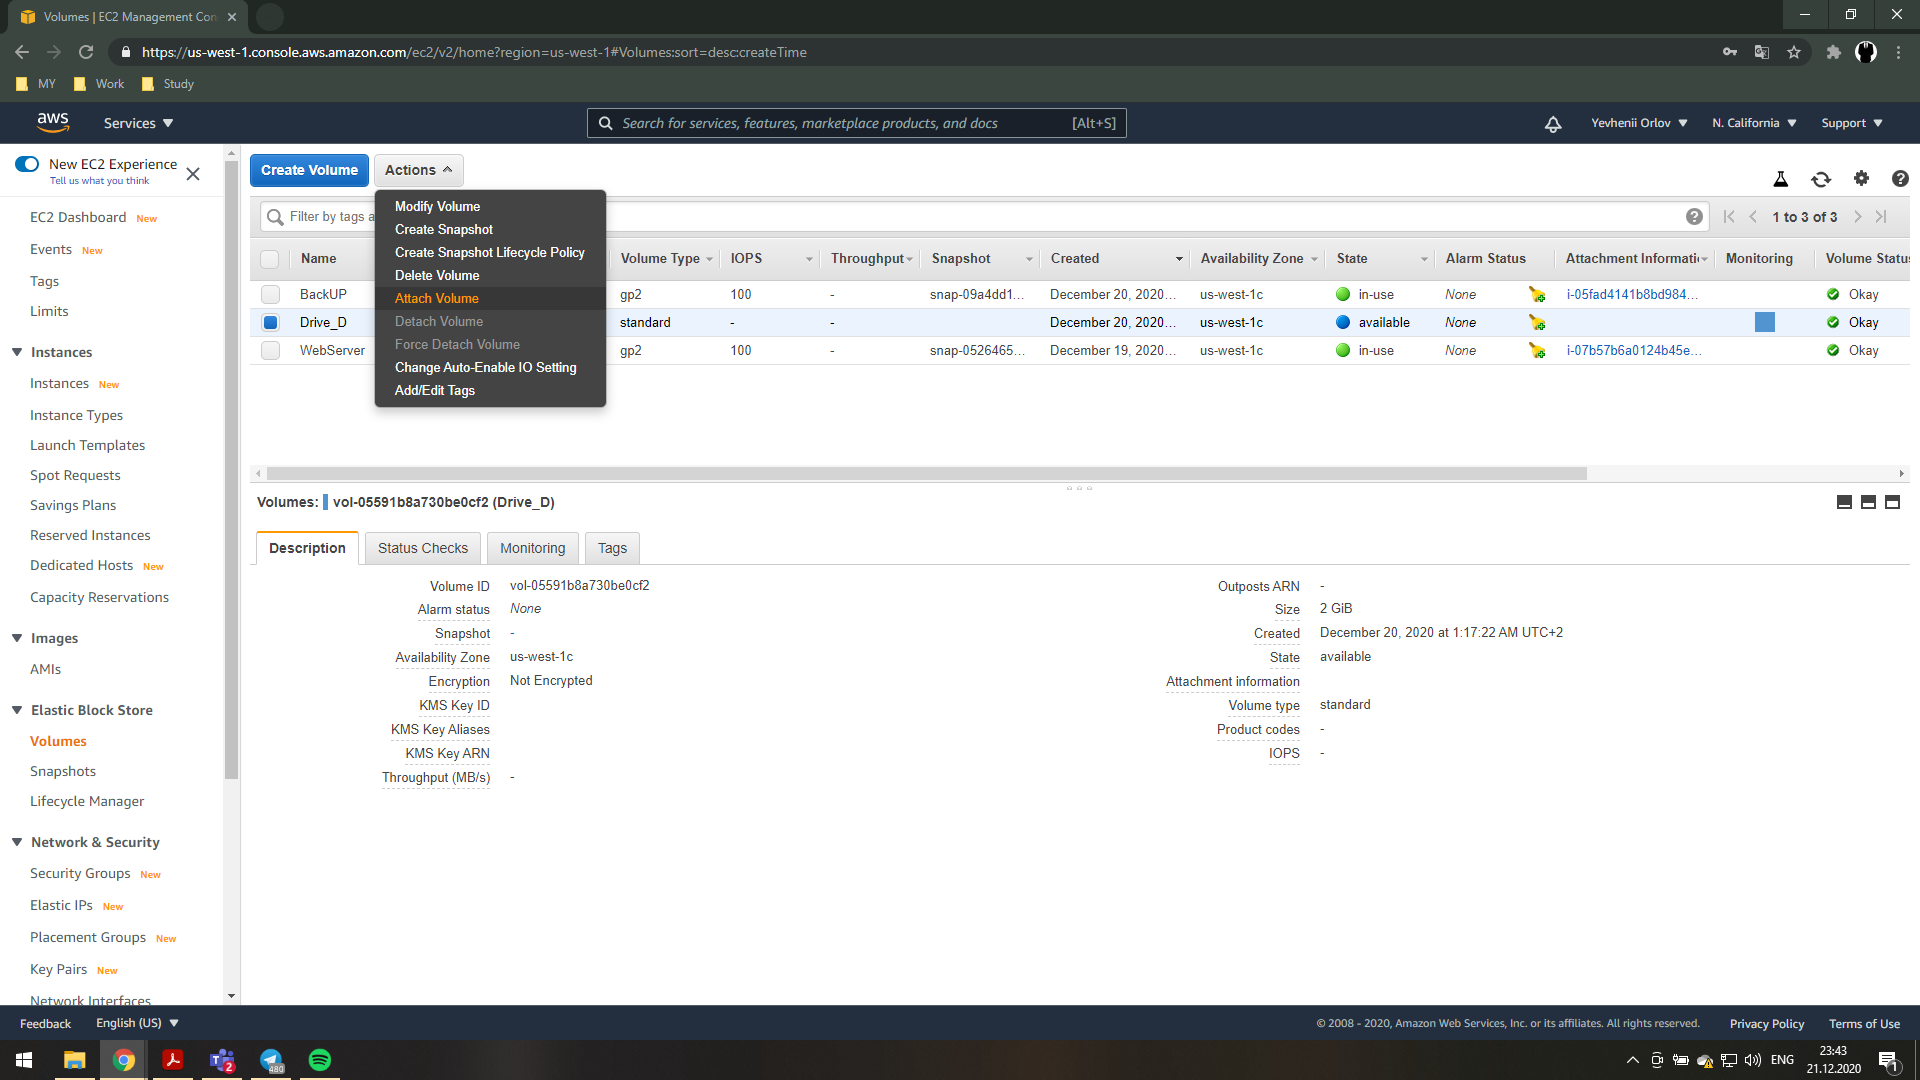 Volumes | EC2 Management Con
https://us-west-1.console.aws.amazon.com/ec2/v2/home?region=us-west-1#Volumes:sort=desc:createTime
MY Work Study
aws Services Search for services, features, marketplace products, and docs [Alt+S] Yevhenii Orlov N. California Support
New EC2 Experience
Tell us what you think
EC2 Dashboard New
Events New
Tags
Limits
Instances
Instances New
Instance Types
Launch Templates
Spot Requests
Savings Plans
Reserved Instances
Dedicated Hosts New
Capacity Reservations
Images
AMIs
Elastic Block Store
Volumes
Snapshots
Lifecycle Manager
Network & Security
Security Groups New
Elastic IPs New
Placement Groups New
Key Pairs New
Network Interfaces
Create Volume Actions
Modify Volume
Create Snapshot
Create Snapshot Lifecycle Policy
Delete Volume
Attach Volume
Detach Volume
Force Detach Volume
Change Auto-Enable IO Setting
Add/Edit Tags
Filter by tags a 1 to 3 of 3
Name Volume Type IOPS Throughput Snapshot Created Availability Zone State Alarm Status Attachment Informati Monitoring Volume Status
BackUP gp2 100 - snap-09a4dd1... December 20, 2020... us-west-1c in-use None i-05fad4141b8bd984... Okay
Drive_D standard - - December 20, 2020... us-west-1c available None Okay
WebServer gp2 100 - snap-0526465... December 19, 2020... us-west-1c in-use None i-07b57b6a0124b45e... Okay
Volumes: vol-05591b8a730be0cf2 (Drive_D)
Description Status Checks Monitoring Tags
Volume ID vol-05591b8a730be0cf2
Alarm status None
Snapshot -
Availability Zone us-west-1c
Encryption Not Encrypted
KMS Key ID
KMS Key Aliases
KMS Key ARN
Throughput (MB/s) -
Outposts ARN -
Size 2 GiB
Created December 20, 2020 at 1:17:22 AM UTC+2
State available
Attachment information
Volume type standard
Product codes -
IOPS -
Feedback English (US) © 2008 - 2020, Amazon Web Services, Inc. or its affiliates. All rights reserved. Privacy Policy Terms of Use
2 480 ENG 23:43
21.12.2020 1